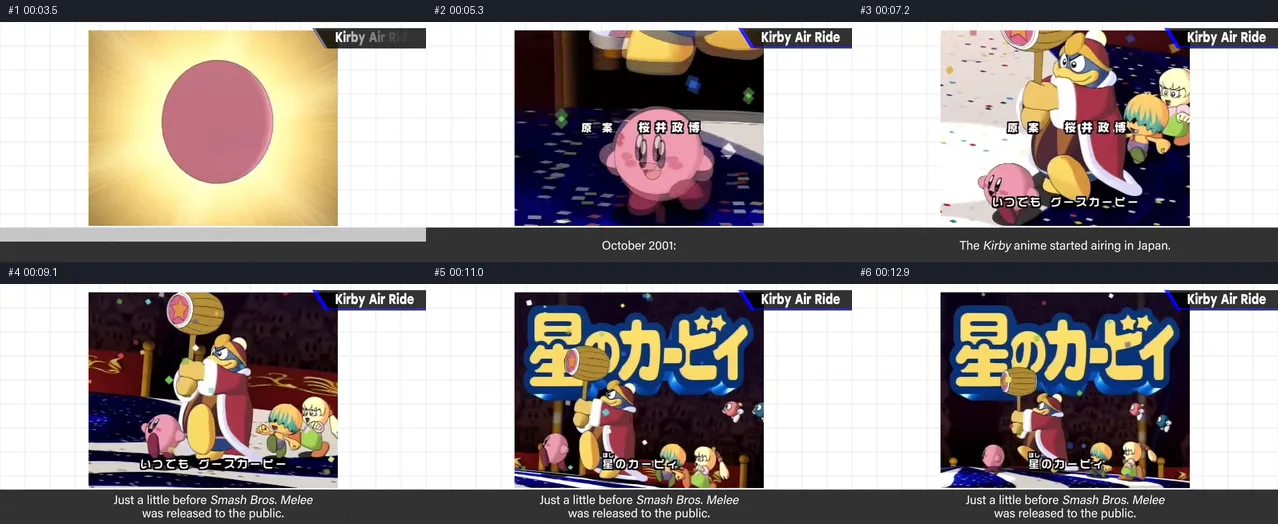 #1 00:03.5
Kirby Air Ri
#2 00:05.3
Kirby Air Ride
原案 桜井政博
October 2001:
#3 00:07.2
Kirby Air Ride
原案 桜井政博
いつでも グースカービー
The Kirby anime started airing in Japan.
#4 00:09.1
Kirby Air Ride
いつでも グースカービー
Just a little before Smash Bros. Melee
was released to the public.
#5 00:11.0
Kirby Air Ride
星のカービィ
ほし
星のカービィ
Just a little before Smash Bros. Melee
was released to the public.
#6 00:12.9
Kirby Air Ride
星のカービィ
ほし
星のカービィ
Just a little before Smash Bros. Melee
was released to the public.